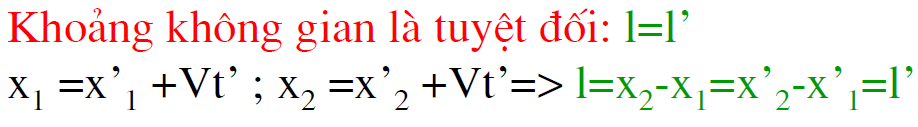 Khoảng không gian là tuyệt đối: l=l’
x₁ =x’₁ +Vt’ ; x₂ =x’₂ +Vt’=> l=x₂-x₁=x’₂-x’₁=l’